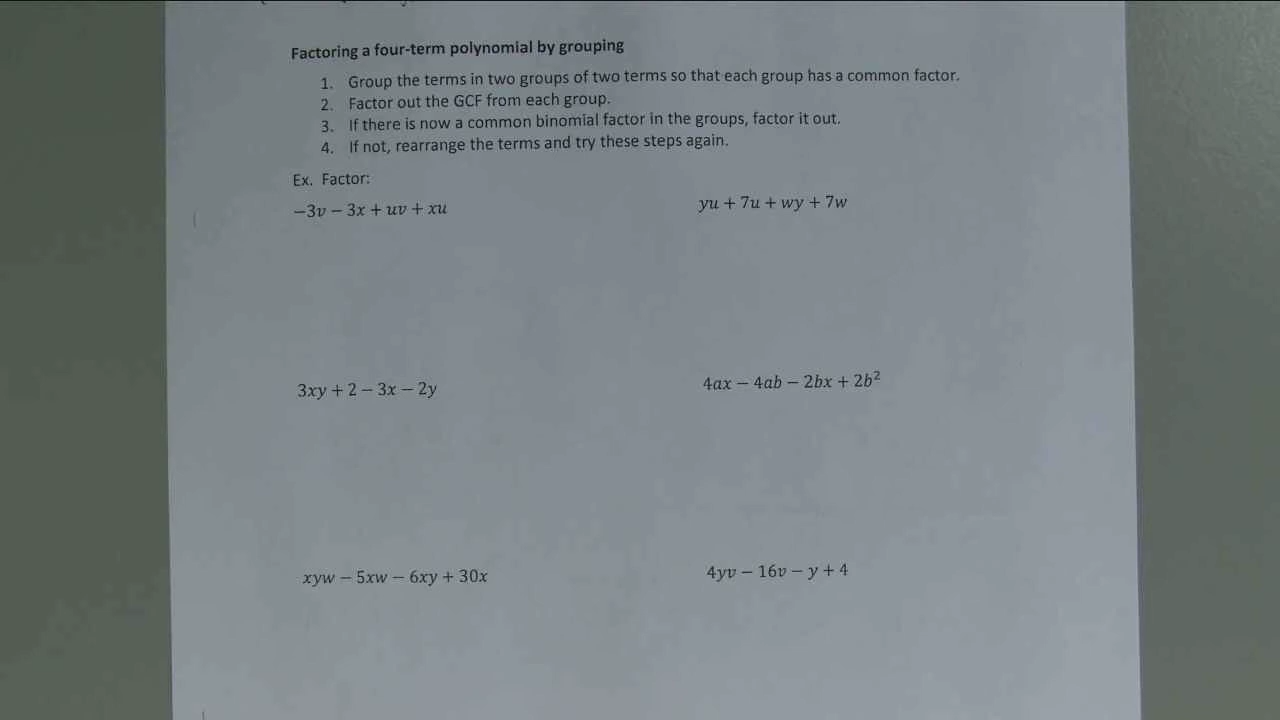 Factoring a four-term polynomial by grouping
1. Group the terms in two groups of two terms so that each group has a common factor.
2. Factor out the GCF from each group.
3. If there is now a common binomial factor in the groups, factor it out.
4. If not, rearrange the terms and try these steps again.
Ex. Factor:
−3v − 3x + uv + xu
yu + 7u + wy + 7w
3xy + 2 − 3x − 2y
4ax − 4ab − 2bx + 2b²
xyw − 5xw − 6xy + 30x
4yv − 16v − y + 4